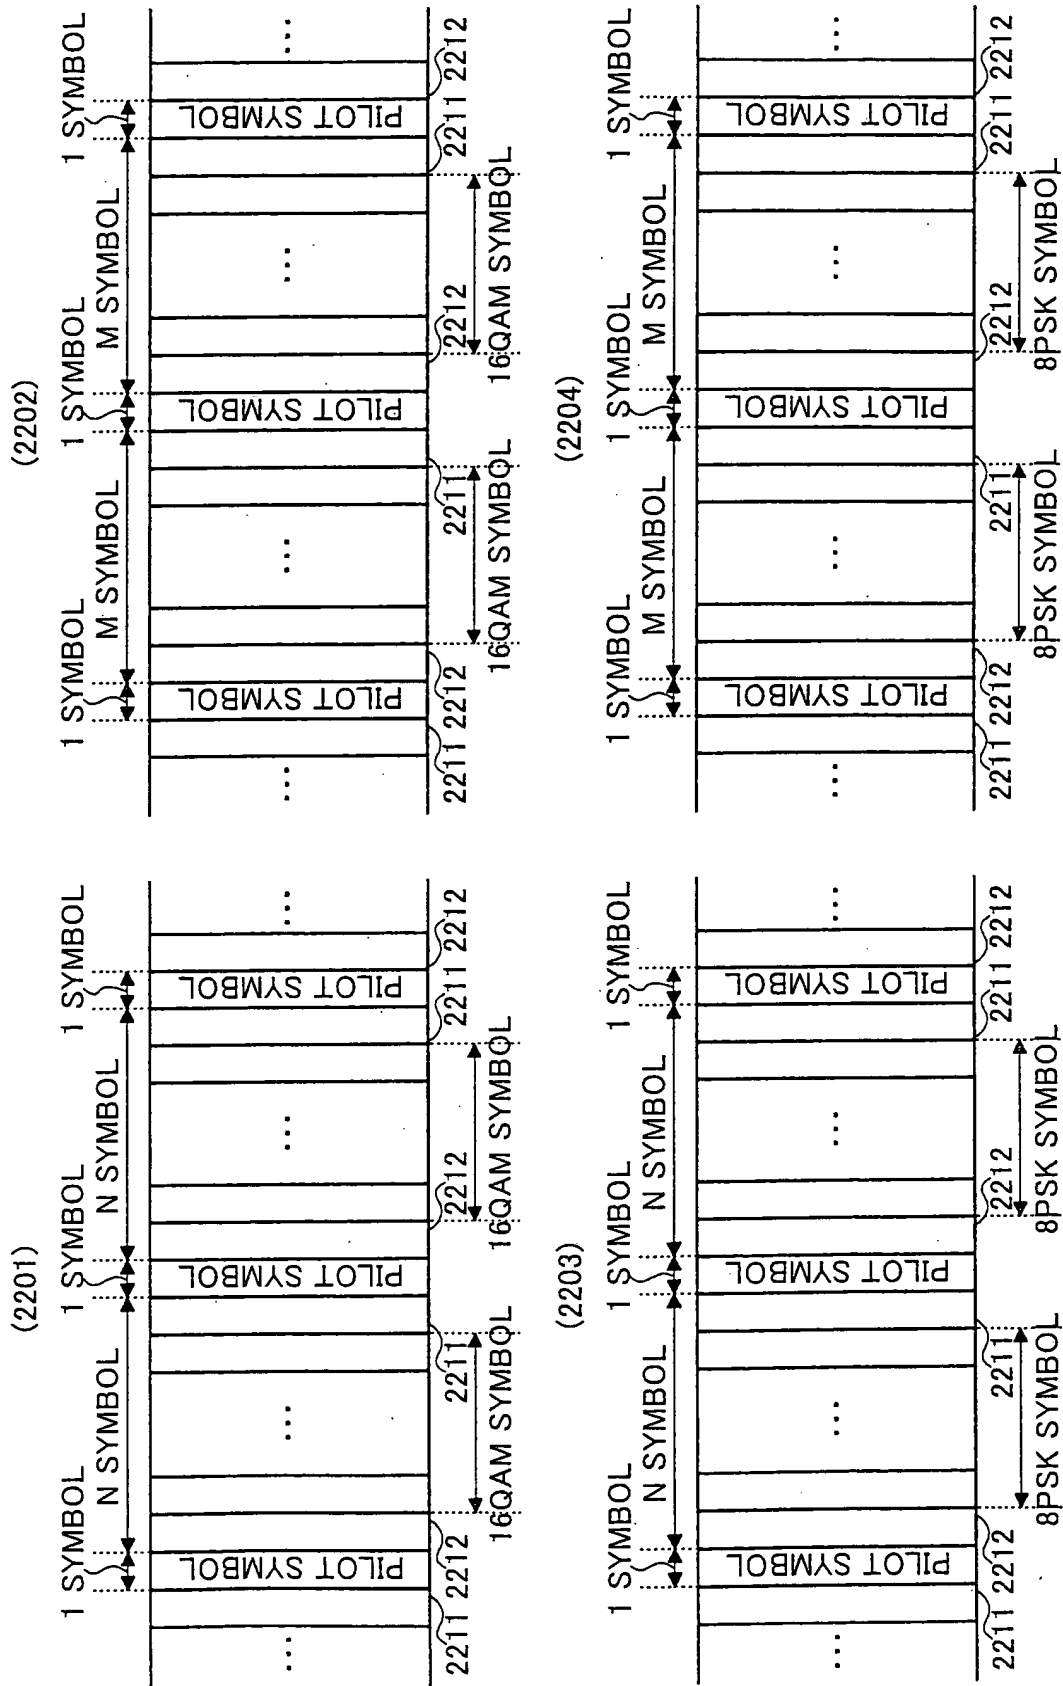 (2201)
1 SYMBOL N SYMBOL 1 SYMBOL N SYMBOL 1 SYMBOL
... PILOT SYMBOL ... PILOT SYMBOL ... PILOT SYMBOL ...
2211 2212 2211 2212 2211 2212
16QAM SYMBOL 16QAM SYMBOL
(2202)
1 SYMBOL M SYMBOL 1 SYMBOL M SYMBOL 1 SYMBOL
... PILOT SYMBOL ... PILOT SYMBOL ... PILOT SYMBOL ...
2211 2212 2211 2212 2211 2212
16QAM SYMBOL 16QAM SYMBOL
(2203)
1 SYMBOL N SYMBOL 1 SYMBOL N SYMBOL 1 SYMBOL
... PILOT SYMBOL ... PILOT SYMBOL ... PILOT SYMBOL ...
2211 2212 2211 2212 2211 2212
8PSK SYMBOL 8PSK SYMBOL
(2204)
1 SYMBOL M SYMBOL 1 SYMBOL M SYMBOL 1 SYMBOL
... PILOT SYMBOL ... PILOT SYMBOL ... PILOT SYMBOL ...
2211 2212 2211 2212 2211 2212
8PSK SYMBOL 8PSK SYMBOL